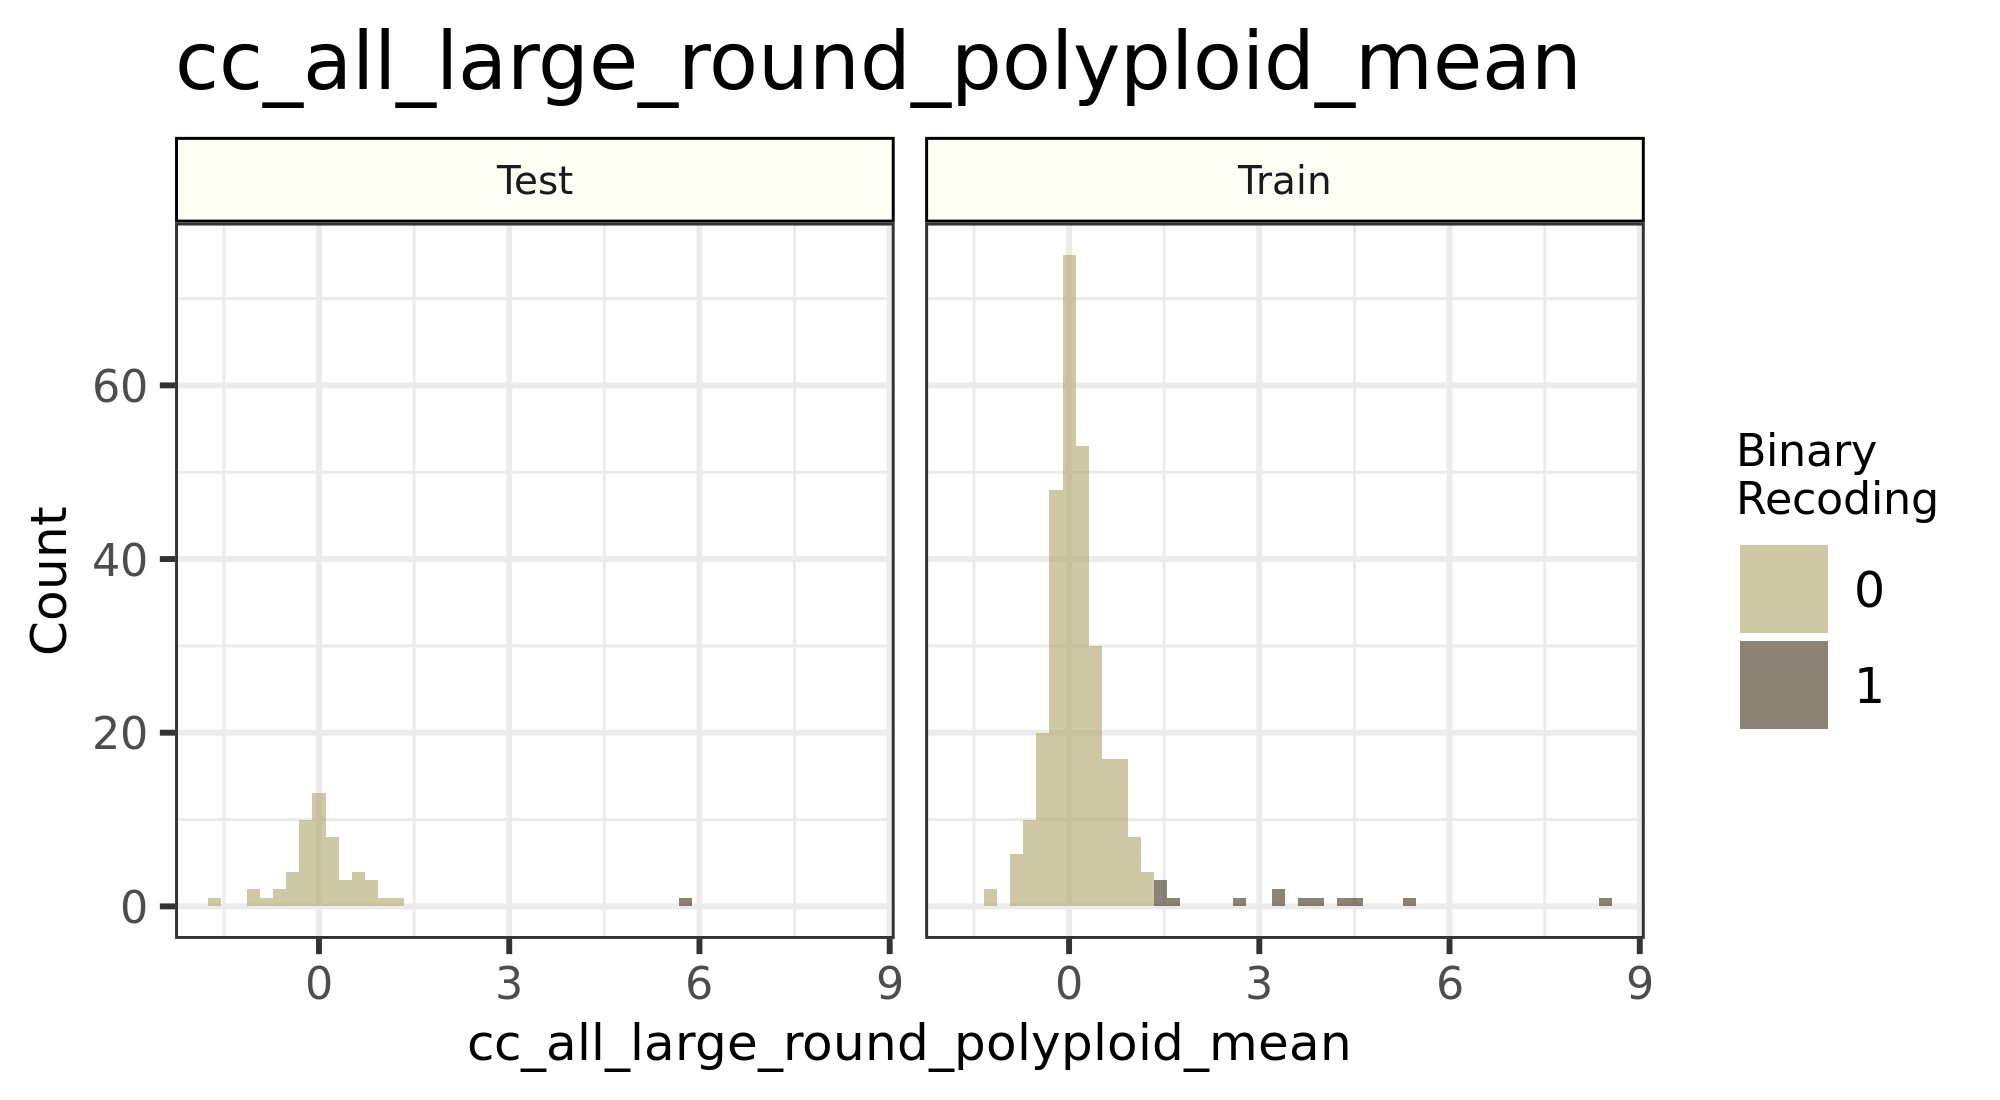 cc_all_large_round_polyploid_mean
Test
Train
Count
60
40
20
0
0
3
6
9
0
3
6
9
cc_all_large_round_polyploid_mean
Binary
Recoding
0
1